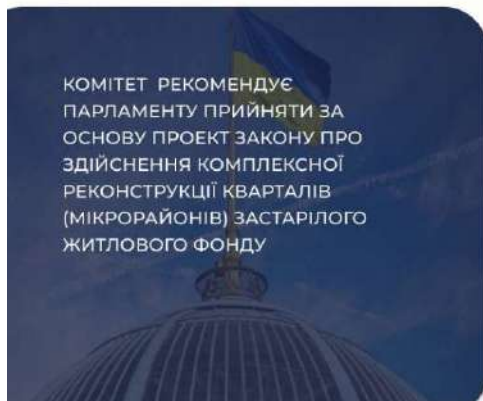 КОМІТЕТ РЕКОМЕНДУЄ
ПАРЛАМЕНТУ ПРИЙНЯТИ ЗА
ОСНОВУ ПРОЕКТ ЗАКОНУ ПРО
ЗДІЙСНЕННЯ КОМПЛЕКСНОЇ
РЕКОНСТРУКЦІЇ КВАРТАЛІВ
(МІКРОРАЙОНІВ) ЗАСТАРІЛОГО
ЖИТЛОВОГО ФОНДУ